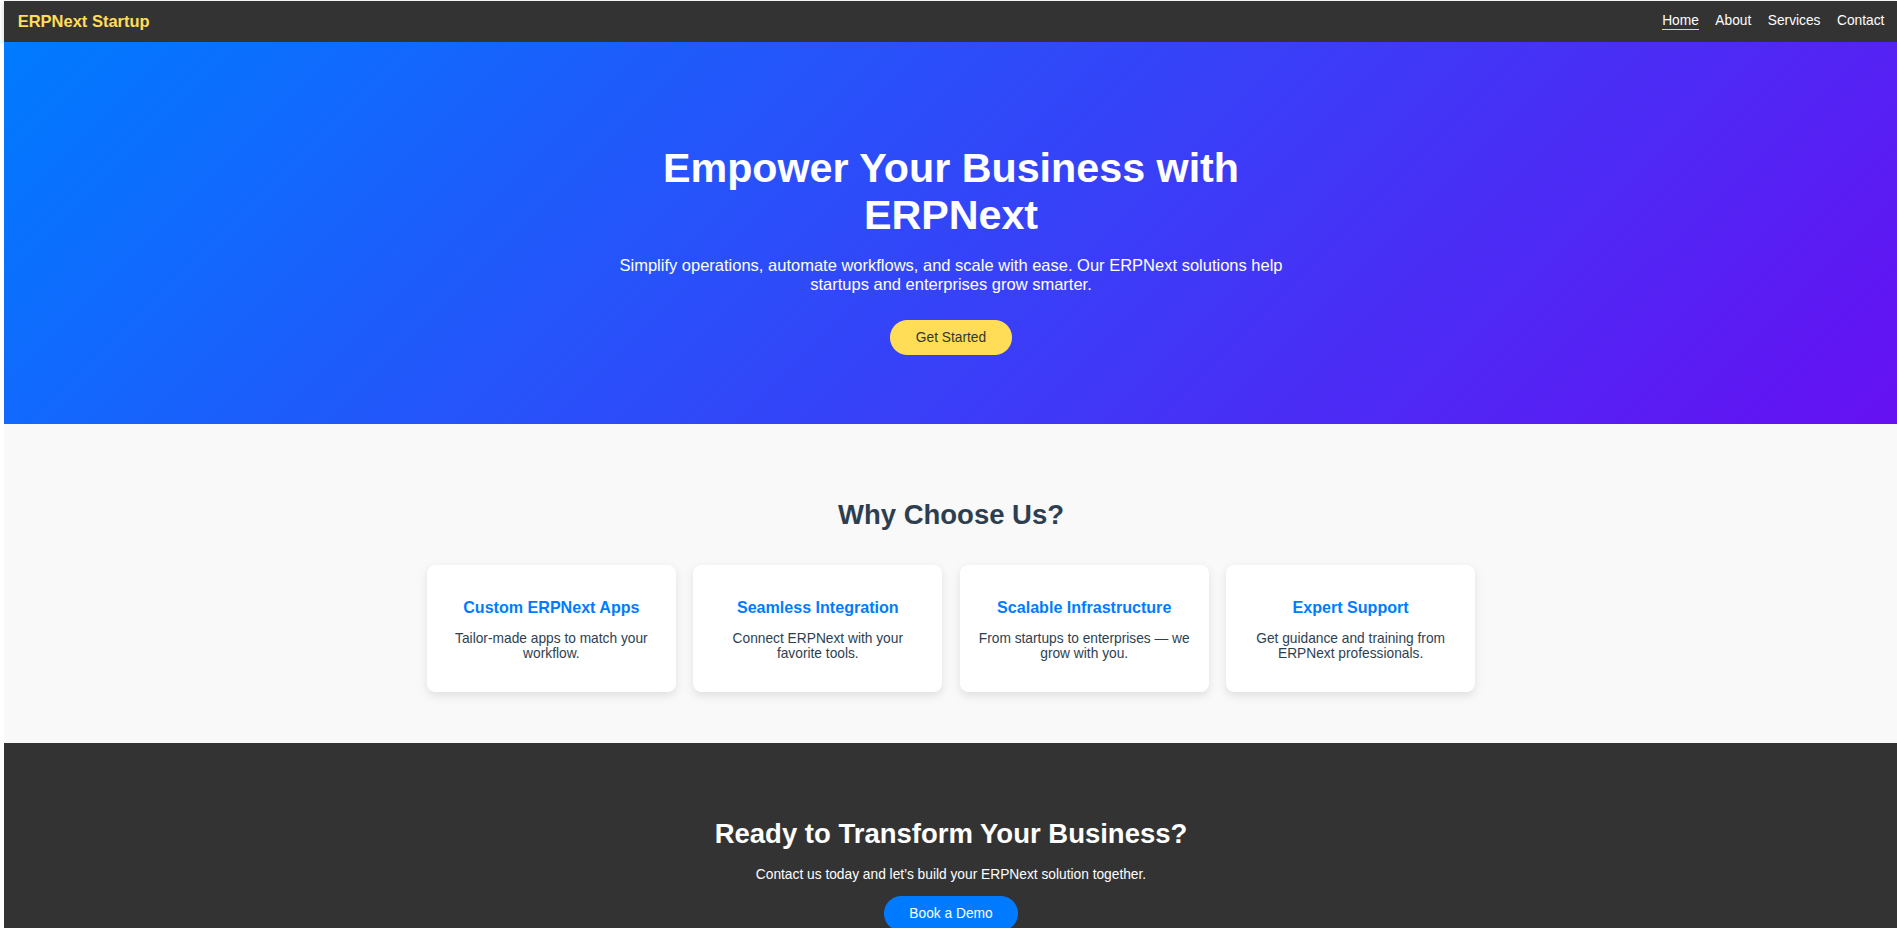 ERPNext Startup
Home About Services Contact
Empower Your Business with
ERPNext
Simplify operations, automate workflows, and scale with ease. Our ERPNext solutions help
startups and enterprises grow smarter.
Get Started
Why Choose Us?
Custom ERPNext Apps
Tailor-made apps to match your
workflow.
Seamless Integration
Connect ERPNext with your
favorite tools.
Scalable Infrastructure
From startups to enterprises — we
grow with you.
Expert Support
Get guidance and training from
ERPNext professionals.
Ready to Transform Your Business?
Contact us today and let’s build your ERPNext solution together.
Book a Demo